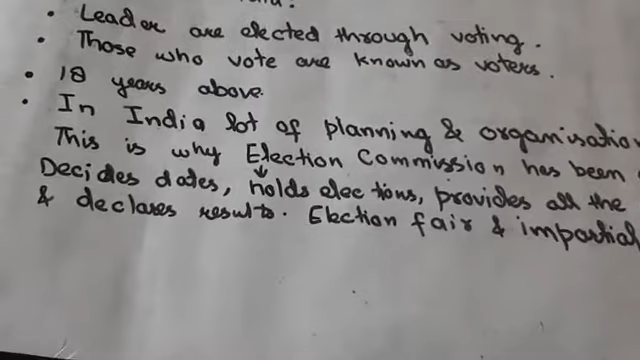 • Leader are elected through voting.
• Those who vote are known as voters.
• 18 years above.
• In India lot of planning & organisation
This is why Election Commission has been
Decides dates, holds elections, provides all the
& declares results. Election fair & impartial